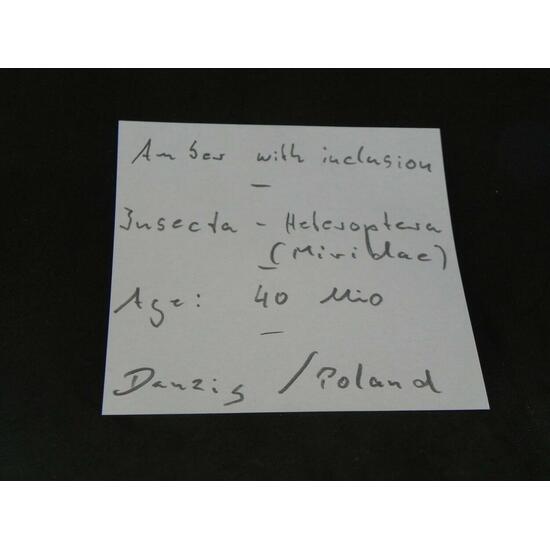 Amber with inclusion
–
Insecta - Heteroptera
(Miridae)
–
Age: 40 Mio
–
Danzig / Poland